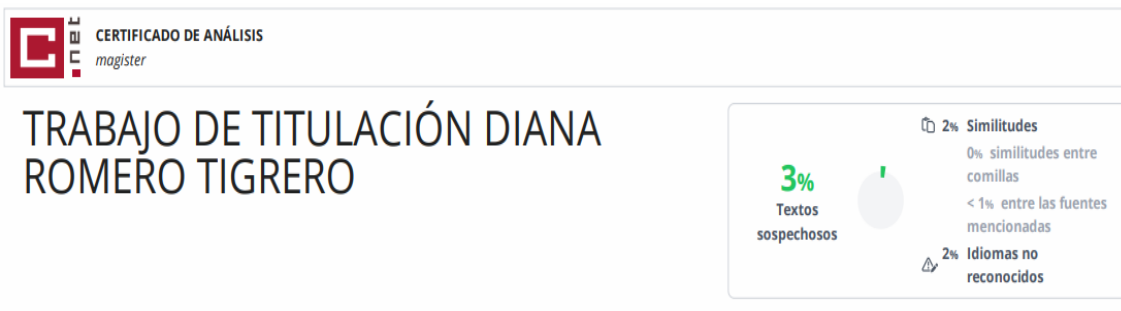 C
.net
CERTIFICADO DE ANÁLISIS
magister
TRABAJO DE TITULACIÓN DIANA
ROMERO TIGRERO
3%
Textos
sospechosos
2% Similitudes
0% similitudes entre
comillas
< 1% entre las fuentes
mencionadas
2% Idiomas no
reconocidos